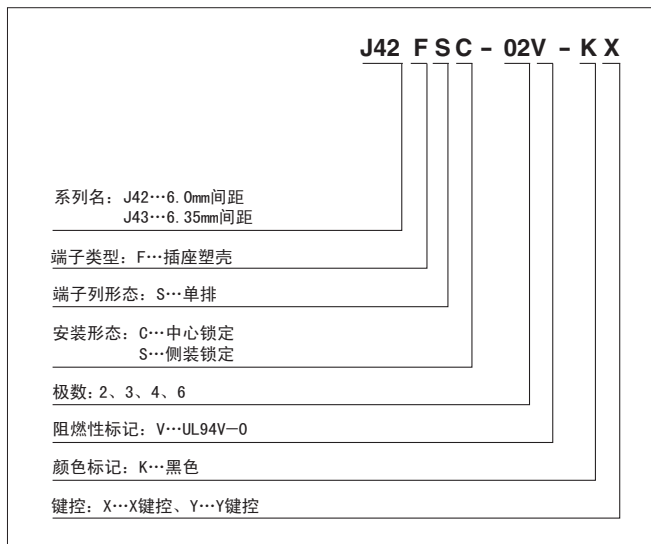 J42 F S C - 02V - K X
系列名: J42…6.0mm间距
J43…6.35mm间距
端子类型: F…插座塑壳
端子列形态: S…单排
安装形态: C…中心锁定
S…侧装锁定
极数: 2、3、4、6
阻燃性标记: V…UL94V—0
颜色标记: K…黑色
键控: X…X键控、Y…Y键控